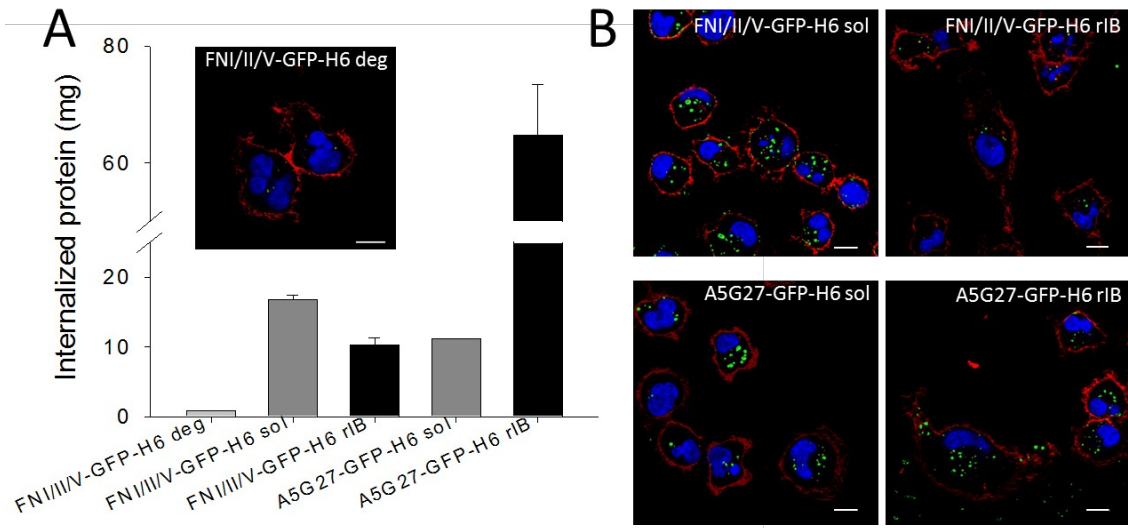 A
B
80
60
20
10
0
Internalized protein (mg)
FNI/II/V-GFP-H6 deg
FNI/II/V-GFP-H6 deg
FNI/II/V-GFP-H6 sol
FNI/II/V-GFP-H6 rIB
A5G27-GFP-H6 sol
A5G27-GFP-H6 rIB
FNI/II/V-GFP-H6 sol
FNI/II/V-GFP-H6 rIB
A5G27-GFP-H6 sol
A5G27-GFP-H6 rIB